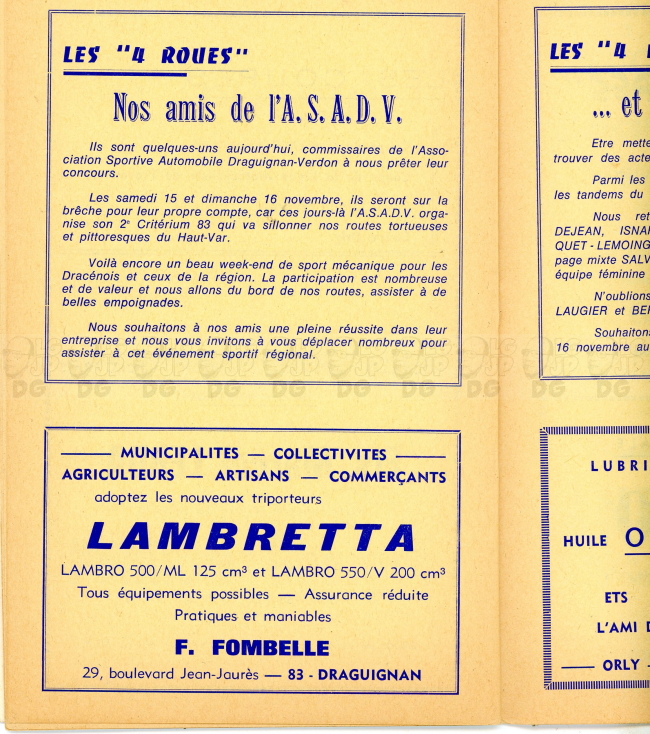 LES "4 ROUES"
Nos amis de l'A. S. A. D. V.
Ils sont quelques-uns aujourd'hui, commissaires de l'Asso-
ciation Sportive Automobile Draguignan-Verdon à nous prêter leur
concours.
Les samedi 15 et dimanche 16 novembre, ils seront sur la
brêche pour leur propre compte, car ces jours-là l'A.S.A.D.V. orga-
nise son 2e Critérium 83 qui va sillonner nos routes tortueuses
et pittoresques du Haut-Var.
Voilà encore un beau week-end de sport mécanique pour les
Dracénois et ceux de la région. La participation est nombreuse
et de valeur et nous allons du bord de nos routes, assister à de
belles empoignades.
Nous souhaitons à nos amis une pleine réussite dans leur
entreprise et nous vous invitons à vous déplacer nombreux pour
assister à cet événement sportif régional.
MUNICIPALITES — COLLECTIVITES
AGRICULTEURS — ARTISANS — COMMERÇANTS
adoptez les nouveaux triporteurs
LAMBRETTA
LAMBRO 500/ML 125 cm³ et LAMBRO 550/V 200 cm³
Tous équipements possibles — Assurance réduite
Pratiques et maniables
F. FOMBELLE
29, boulevard Jean-Jaurès — 83 - DRAGUIGNAN
LES "4
... et
Etre mette
trouver des acte
Parmi les
les tandems du
Nous ret
DEJEAN, ISNA
QUET - LEMOING
page mixte SALV
équipe féminine
N'oublions
LAUGIER et BE
Souhaitons
16 novembre au
LUBRI
HUILE O
ETS
L'AMI D
ORLY
JP
DG